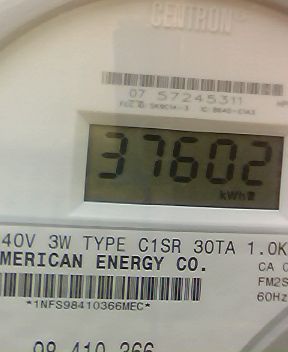 CENTRON®
07 57245311
37602
kWh
40V 3W TYPE C1SR 30TA 1.0K
MERICAN ENERGY CO.
CA 0
FM2S
60Hz
*1NFS98410366MEC*
98 410 366